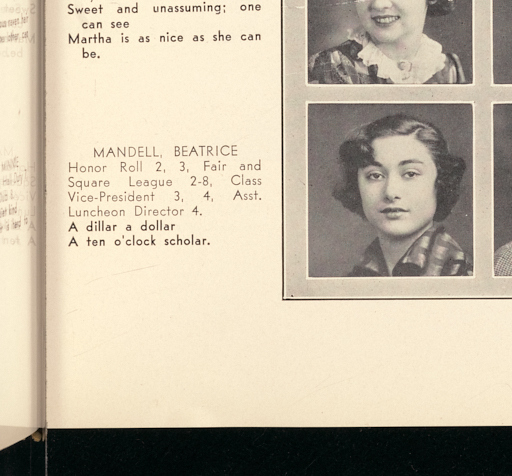 Sweet and unassuming; one
can see
Martha is as nice as she can
be.
MANDELL, BEATRICE
Honor Roll 2, 3, Fair and
Square League 2-8, Class
Vice-President 3, 4, Asst.
Luncheon Director 4.
A dillar a dollar
A ten o'clock scholar.